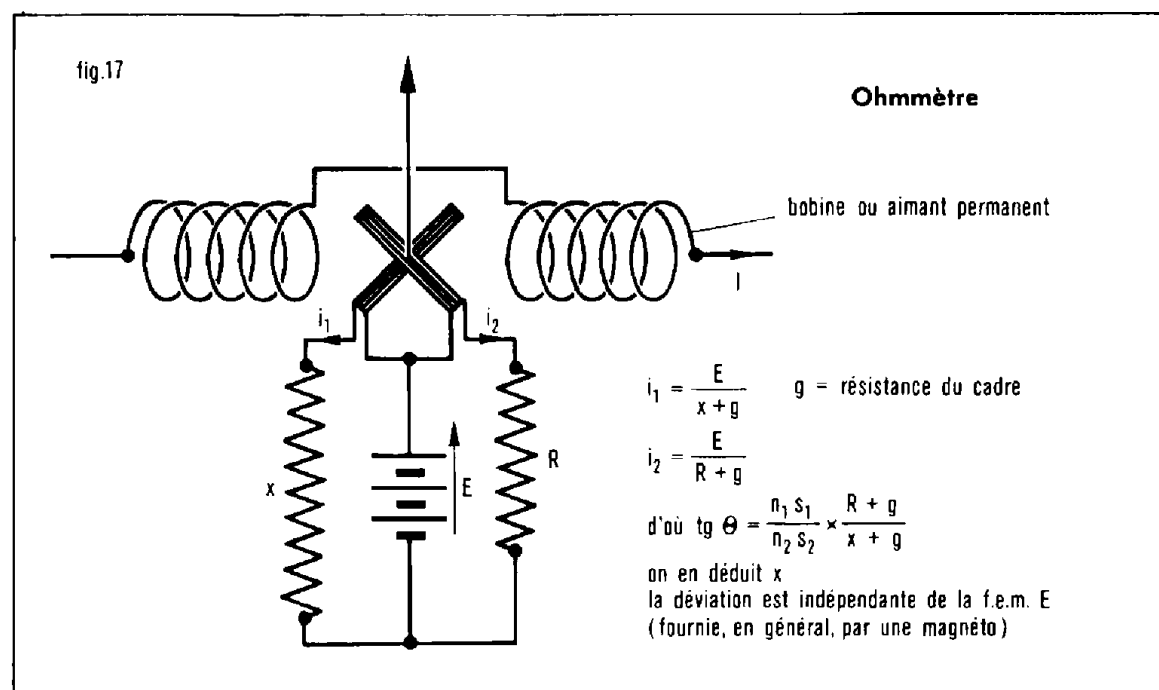 fig.17
Ohmmètre
bobine ou aimant permanent
I
i₁ i₂
x E R
i₁ = E / (x + g)   g = résistance du cadre
i₂ = E / (R + g)
d'où tg Θ = (n₁ s₁ / n₂ s₂) × (R + g / x + g)
on en déduit x
la déviation est indépendante de la f.e.m. E
(fournie, en général, par une magnéto)